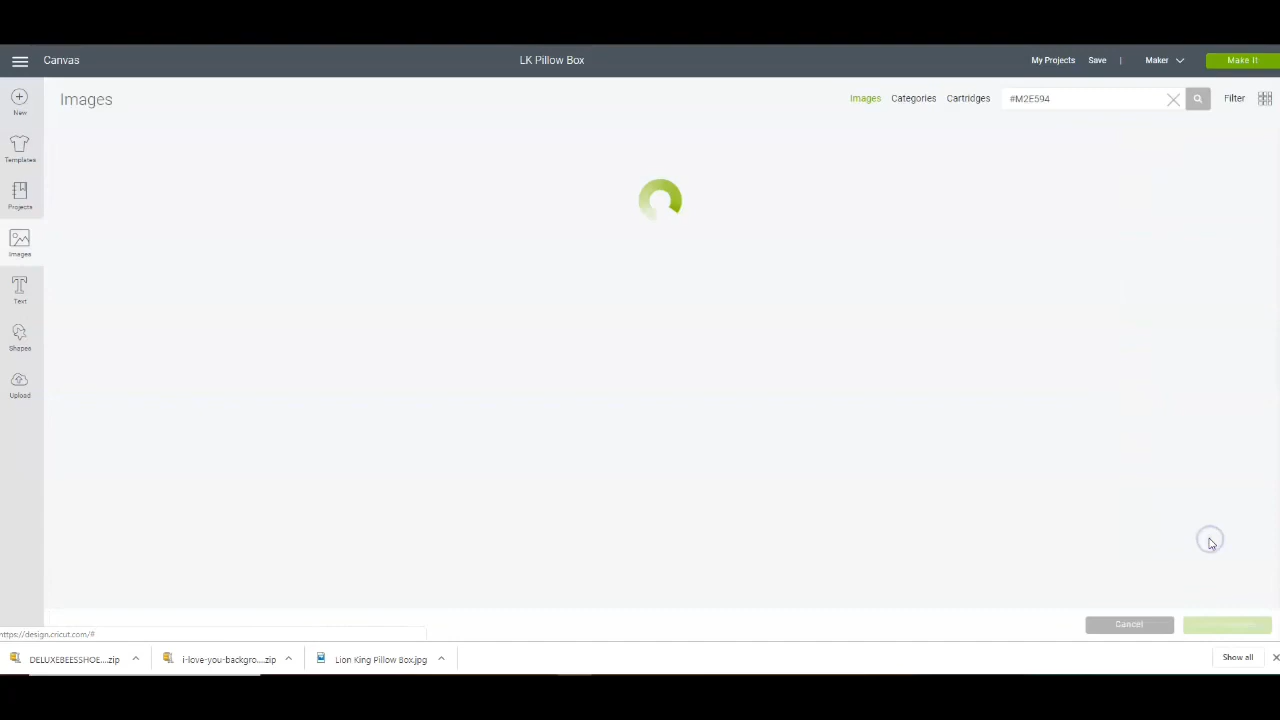 Canvas
LK Pillow Box
My Projects Save | Maker Make It
New
Templates
Projects
Images
Text
Shapes
Upload
Images
Images Categories Cartridges #M2E594 Filter
Cancel
https://design.cricut.com/#
DELUXEBEESSHOE....zip i-love-you-backgro....zip Lion King Pillow Box.jpg Show all